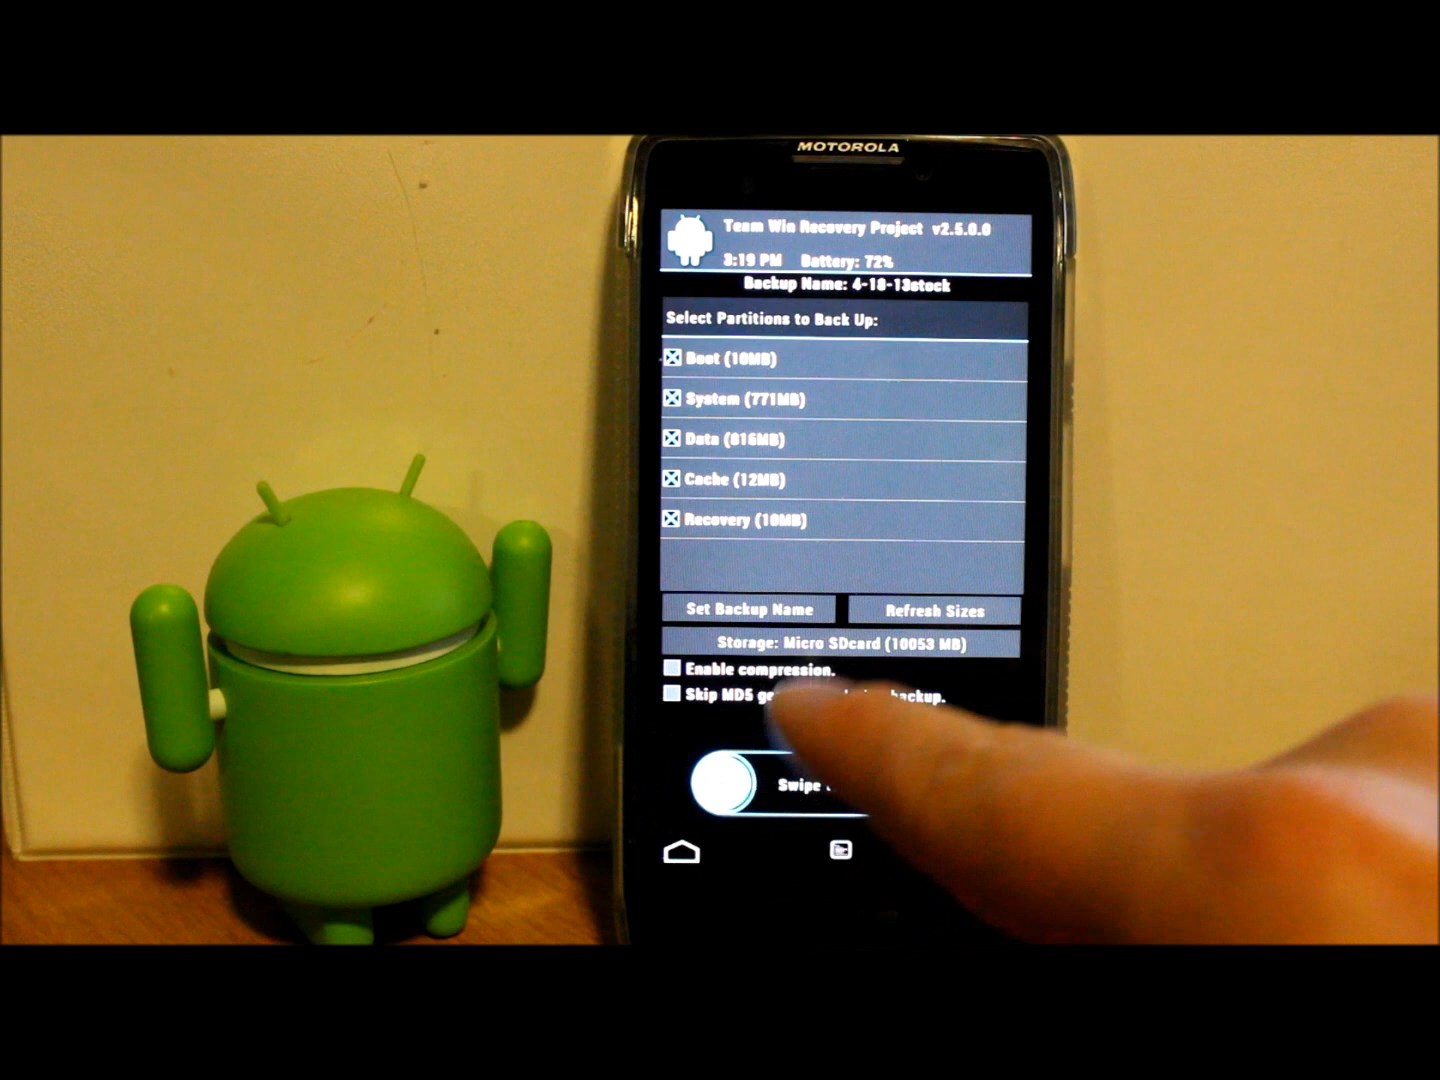 MOTOROLA
Team Win Recovery Project v2.5.0.0
3:19 PM Battery: 72%
Backup Name: 4-18-13stock
Select Partitions to Back Up:
Boot (10MB)
System (771MB)
Data (816MB)
Cache (12MB)
Recovery (10MB)
Set Backup Name Refresh Sizes
Storage: Micro SDcard (10053 MB)
Enable compression.
Skip MD5 backup.
Swipe